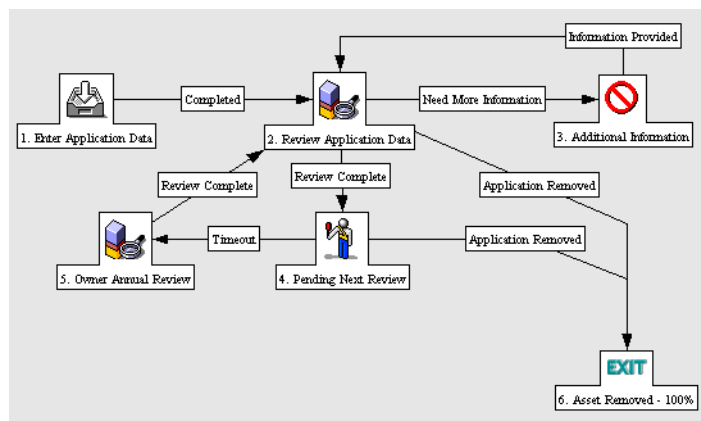 Information Provided
Completed
Need More Information
1. Enter Application Data
2. Review Application Data
3. Additional Information
Review Complete
Review Complete
Application Removed
Timeout
Application Removed
5. Owner Annual Review
4. Pending Next Review
EXIT
6. Asset Removed - 100%